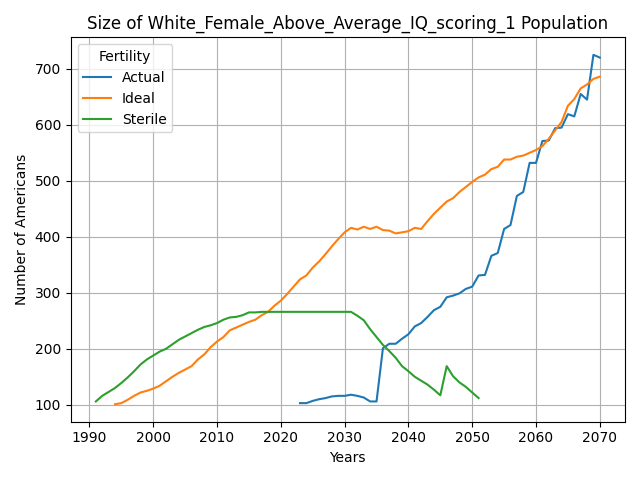 Size of White_Female_Above_Average_IQ_scoring_1 Population
Fertility
Actual
Ideal
Sterile
Number of Americans
700
600
500
400
300
200
100
1990 2000 2010 2020 2030 2040 2050 2060 2070
Years